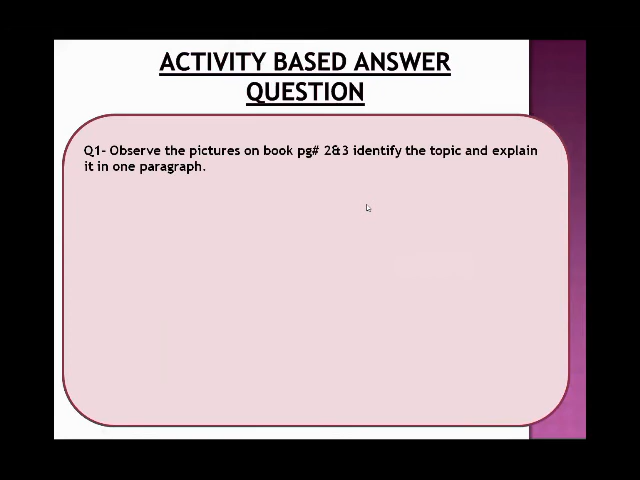 ACTIVITY BASED ANSWER
QUESTION
Q1- Observe the pictures on book pg# 2&3 identify the topic and explain
it in one paragraph.